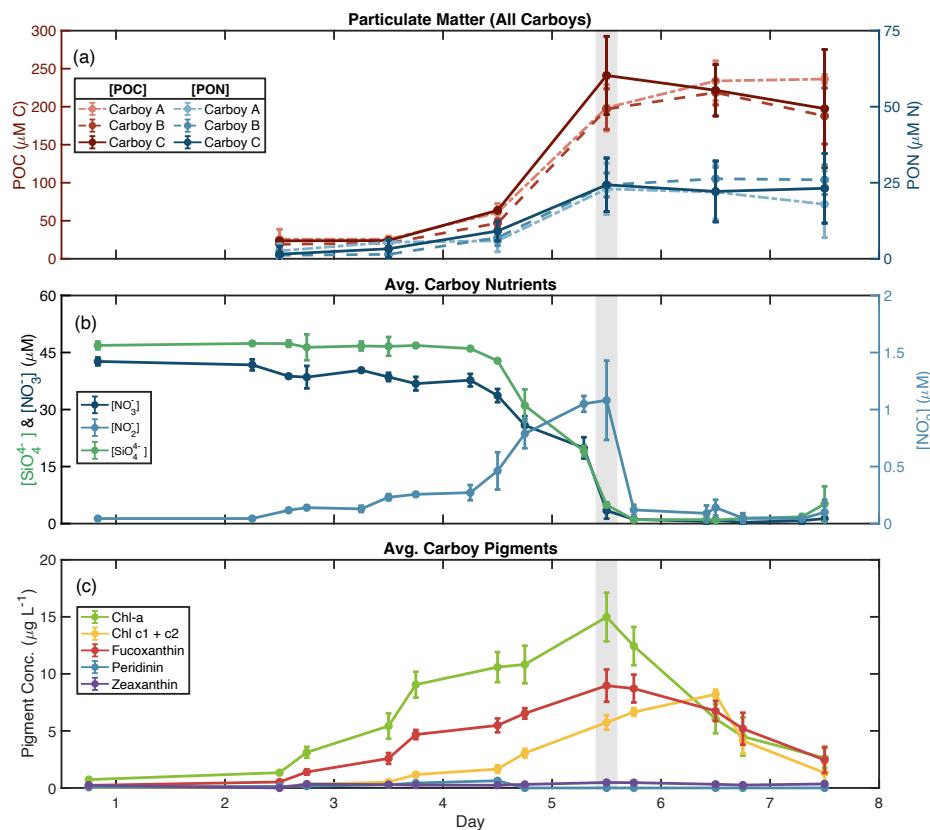 Particulate Matter (All Carboys)
(a)
POC (μM C)
300
250
200
150
100
50
0
PON (μM N)
75
50
25
0
[POC] [PON]
Carboy A Carboy A
Carboy B Carboy B
Carboy C Carboy C
Avg. Carboy Nutrients
(b)
[SiO₄⁴⁻] & [NO₃⁻] (μM)
60
45
30
15
0
[NO₂⁻] (μM)
2
1.5
1
0.5
0
[NO₃⁻]
[NO₂⁻]
[SiO₄⁴⁻]
Avg. Carboy Pigments
(c)
Pigment Conc. (μg L⁻¹)
20
15
10
5
0
Chl-a
Chl c1 + c2
Fucoxanthin
Peridinin
Zeaxanthin
1 2 3 4 5 6 7 8
Day